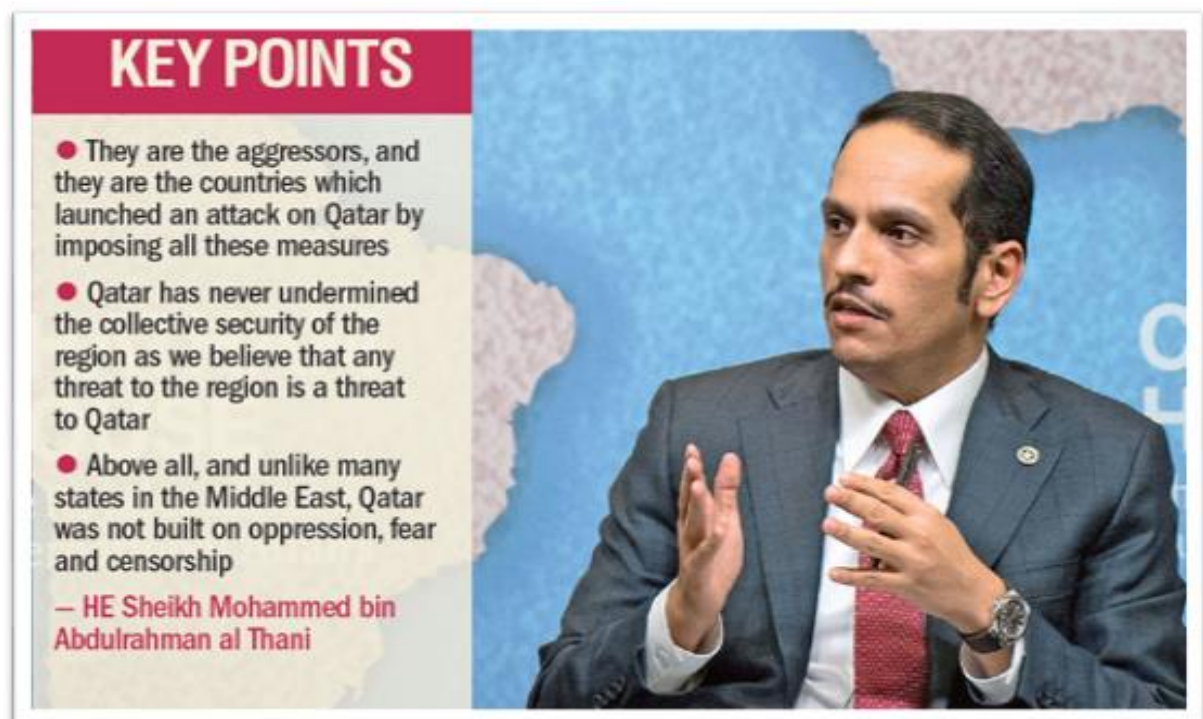 KEY POINTS
● They are the aggressors, and
they are the countries which
launched an attack on Qatar by
imposing all these measures
● Qatar has never undermined
the collective security of the
region as we believe that any
threat to the region is a threat
to Qatar
● Above all, and unlike many
states in the Middle East, Qatar
was not built on oppression, fear
and censorship
— HE Sheikh Mohammed bin
Abdulrahman al Thani